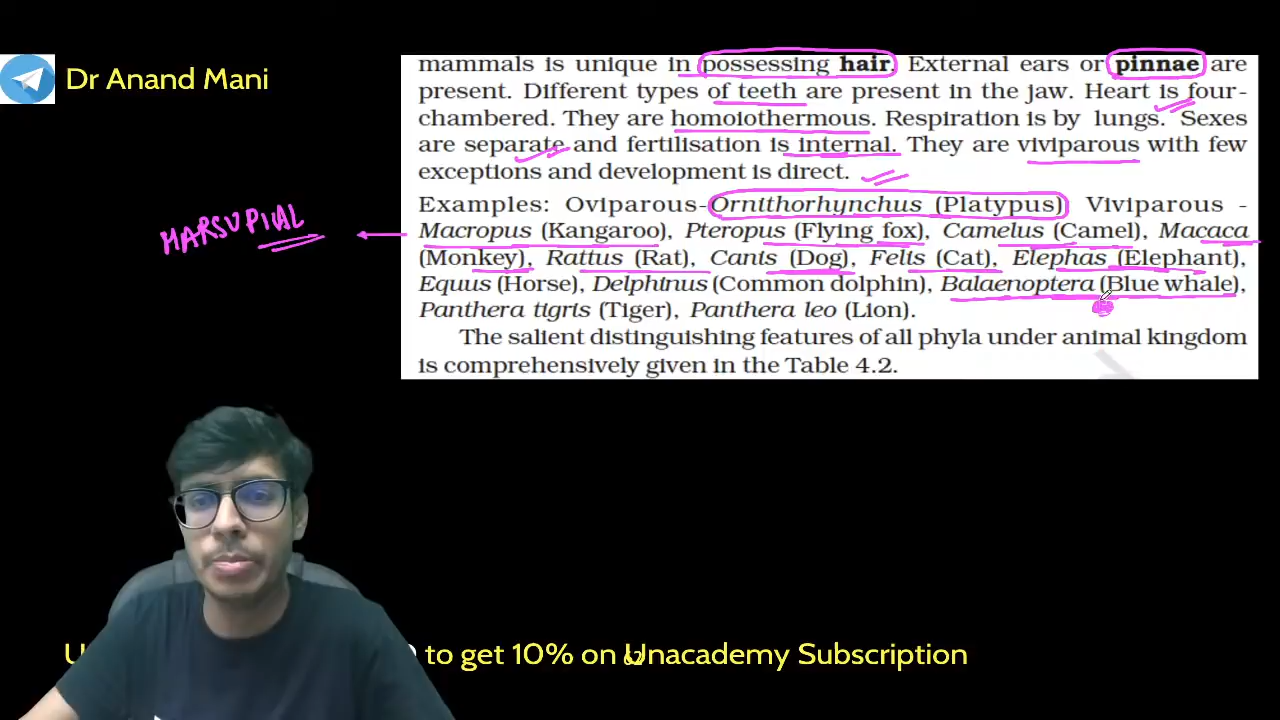 Dr Anand Mani
mammals is unique in possessing hair. External ears or pinnae are
present. Different types of teeth are present in the jaw. Heart is four-
chambered. They are homoiothermous. Respiration is by lungs. Sexes
are separate and fertilisation is internal. They are viviparous with few
exceptions and development is direct.
Examples: Oviparous-Ornithorhynchus (Platypus) Viviparous -
MARSUPIAL
Macropus (Kangaroo), Pteropus (Flying fox), Camelus (Camel), Macaca
(Monkey), Rattus (Rat), Canis (Dog), Felis (Cat), Elephas (Elephant),
Equus (Horse), Delphinus (Common dolphin), Balaenoptera (Blue whale),
Panthera tigris (Tiger), Panthera leo (Lion).
The salient distinguishing features of all phyla under animal kingdom
is comprehensively given in the Table 4.2.
to get 10% on Unacademy Subscription
62